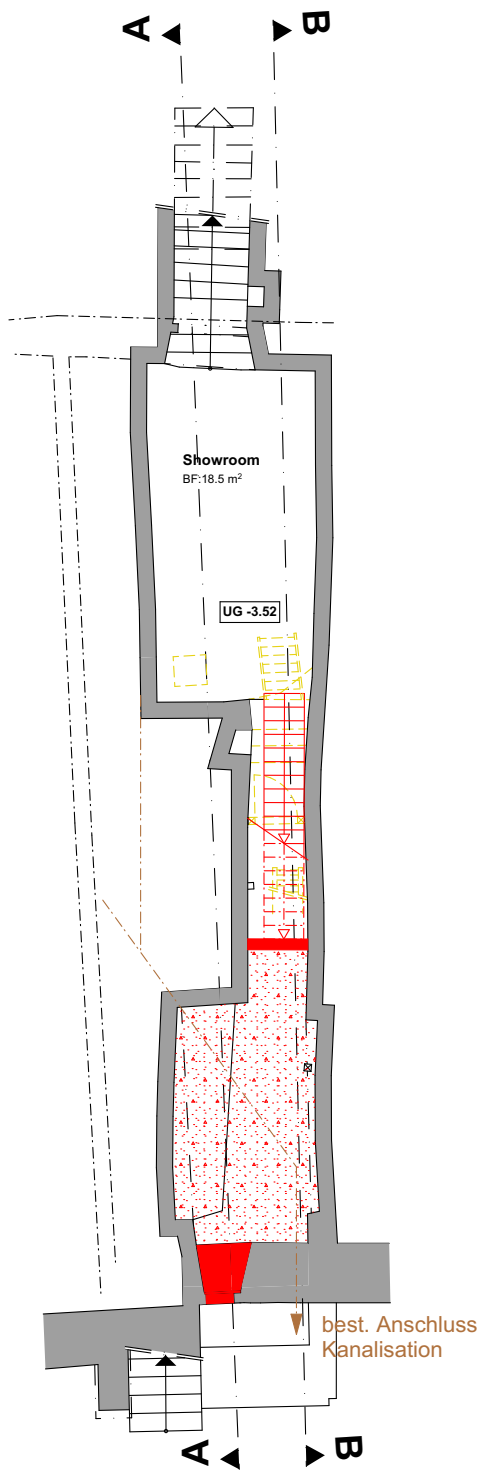 A
B
Showroom
BF:18.5 m²
UG -3.52
best. Anschluss
Kanalisation
A
B